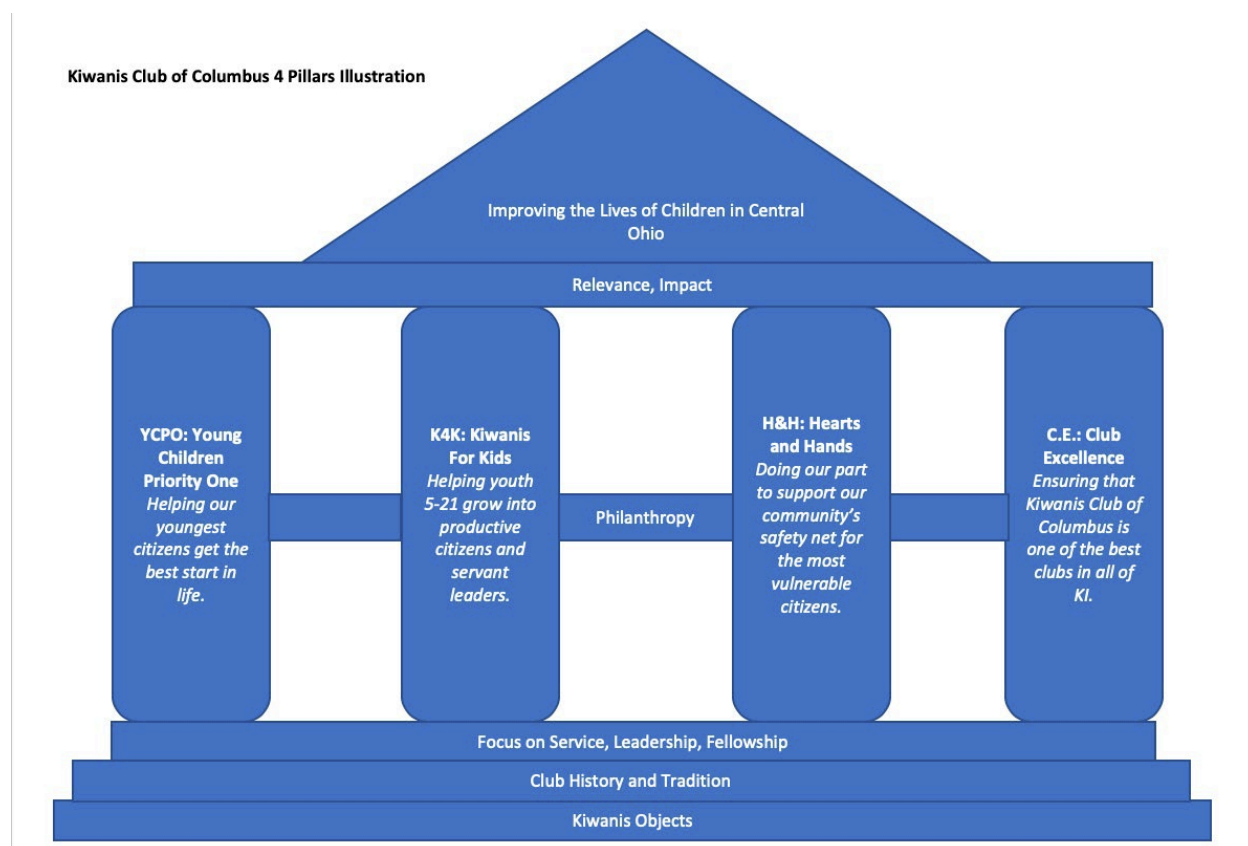 Kiwanis Club of Columbus 4 Pillars Illustration
Improving the Lives of Children in Central
Ohio
Relevance, Impact
YCPO: Young
Children
Priority One
Helping our
youngest
citizens get the
best start in
life.
K4K: Kiwanis
For Kids
Helping youth
5-21 grow into
productive
citizens and
servant
leaders.
Philanthropy
H&H: Hearts
and Hands
Doing our part
to support our
community's
safety net for
the most
vulnerable
citizens.
C.E.: Club
Excellence
Ensuring that
Kiwanis Club of
Columbus is
one of the best
clubs in all of
KI.
Focus on Service, Leadership, Fellowship
Club History and Tradition
Kiwanis Objects